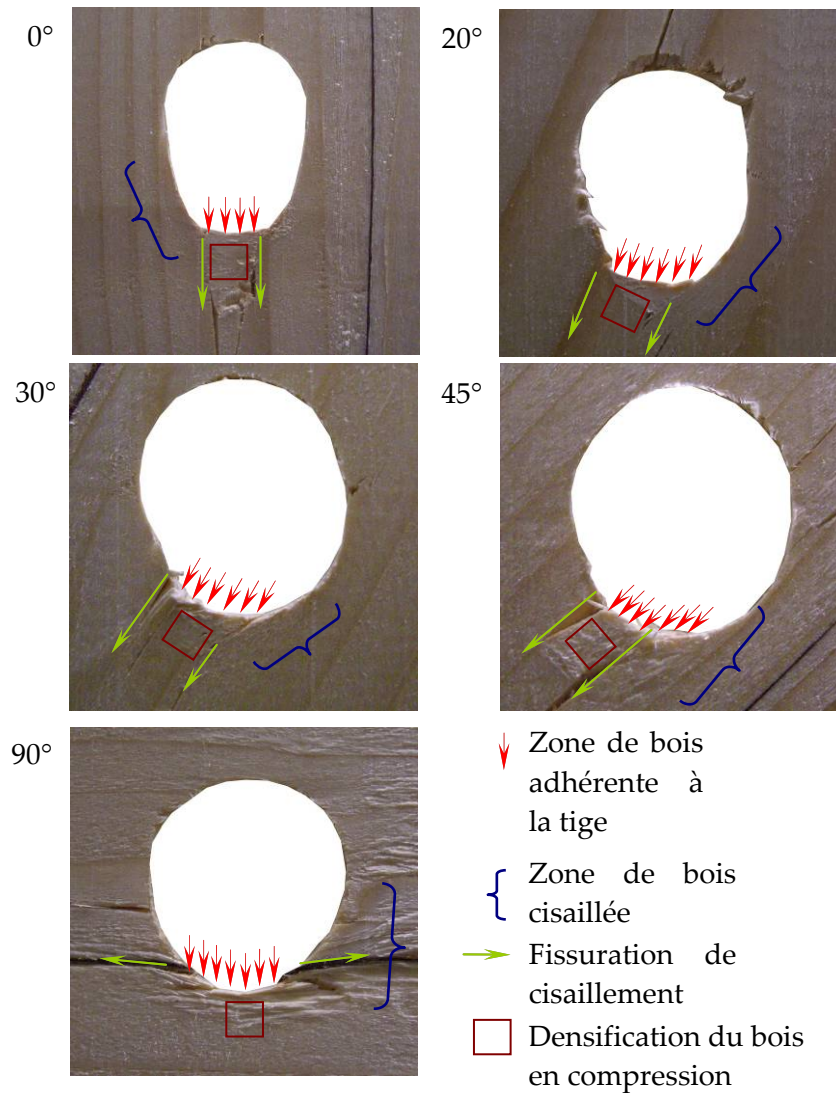 0°
20°
30°
45°
90°
Zone de bois
adhérente à
la tige
Zone de bois
cisaillée
Fissuration de
cisaillement
Densification du bois
en compression